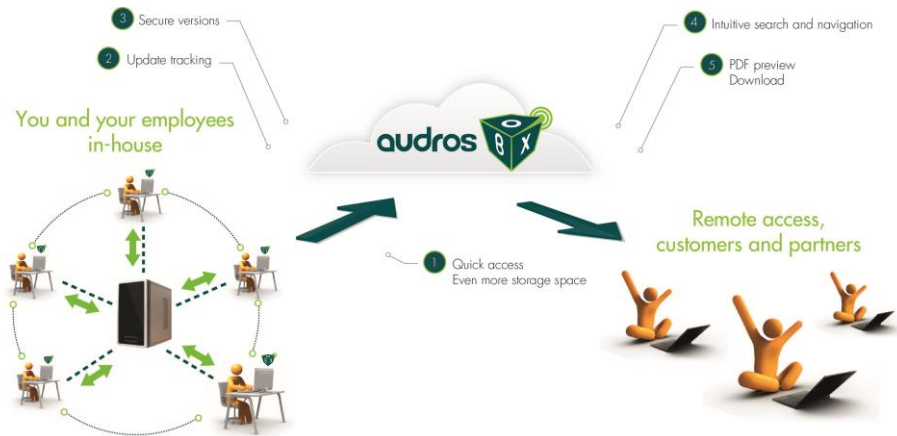 3 Secure versions
2 Update tracking
4 Intuitive search and navigation
5 PDF preview
Download
You and your employees
in-house
audros BOX
Remote access,
customers and partners
1 Quick access
Even more storage space